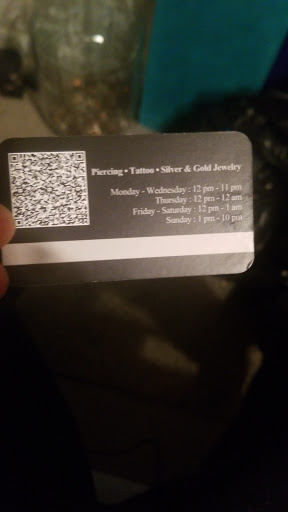 Piercing • Tattoo • Silver & Gold Jewelry
Monday - Wednesday : 12 pm - 11 pm
Thursday : 12 pm - 12 am
Friday - Saturday : 12 pm - 1 am
Sunday : 1 pm - 10 pm